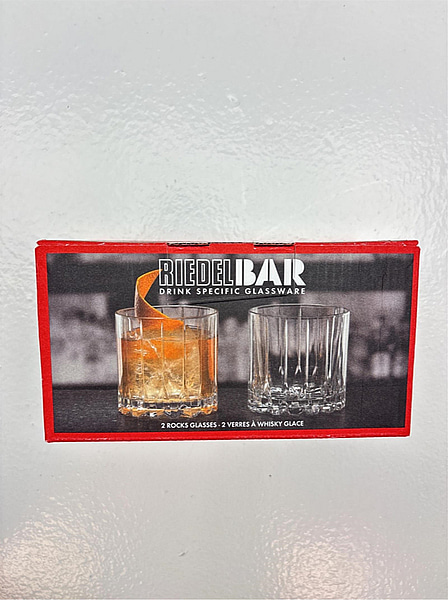 RIEDELBAR
DRINK SPECIFIC GLASSWARE
2 ROCKS GLASSES · 2 VERRES À WHISKY GLACE